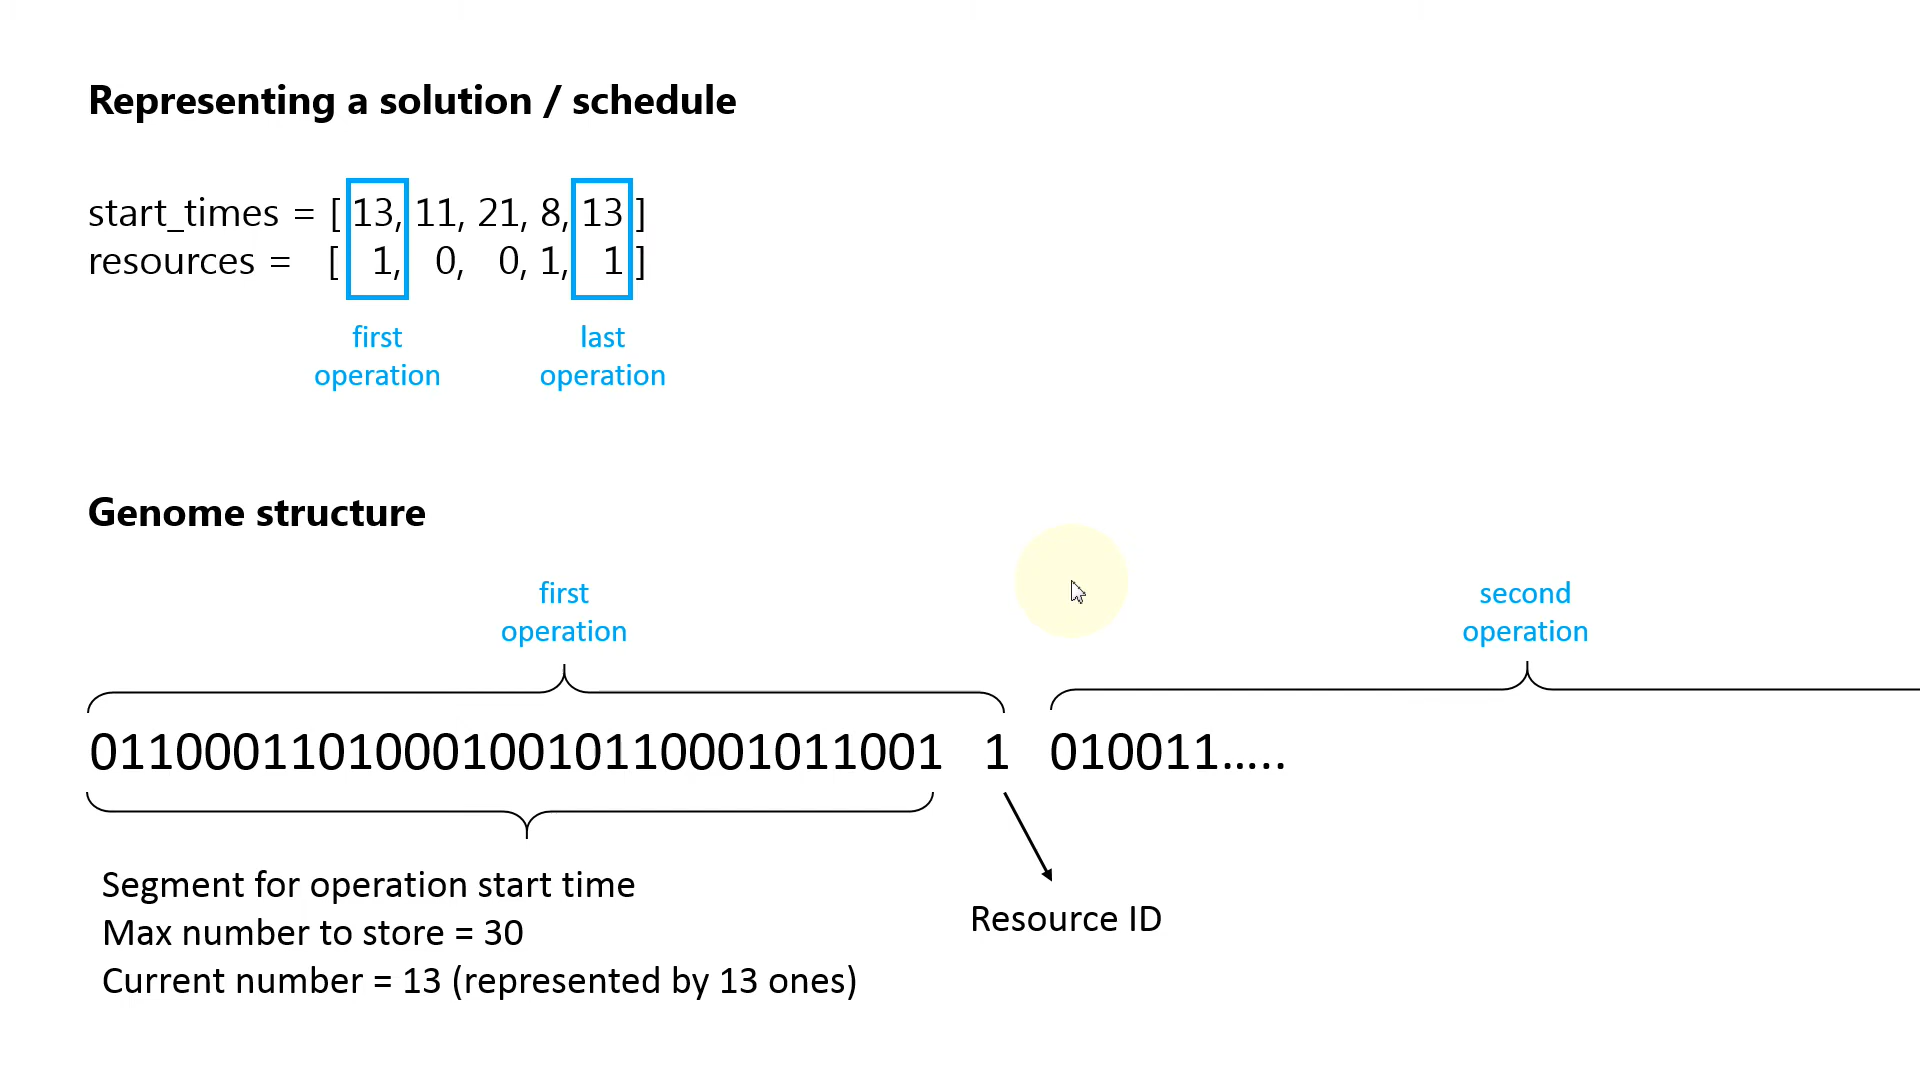 Representing a solution / schedule
start_times = [ 13, 11, 21, 8, 13 ]
resources = [ 1, 0, 0, 1, 1 ]
first
operation
last
operation
Genome structure
first
operation
second
operation
011000110100010010110001011001 1 010011.....
Segment for operation start time
Max number to store = 30
Current number = 13 (represented by 13 ones)
Resource ID